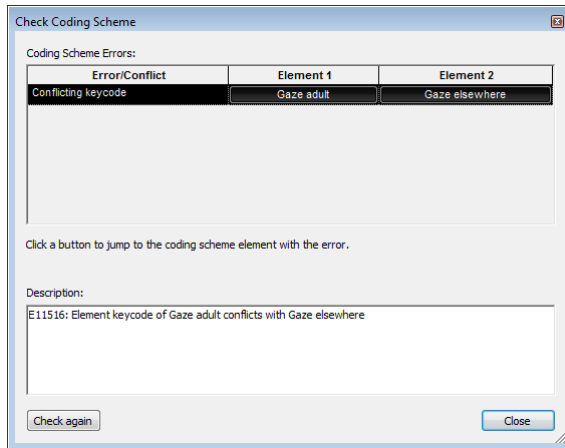 Check Coding Scheme
Coding Scheme Errors:
Error/Conflict Element 1 Element 2
Conflicting keycode Gaze adult Gaze elsewhere
Click a button to jump to the coding scheme element with the error.
Description:
E11516: Element keycode of Gaze adult conflicts with Gaze elsewhere
Check again Close